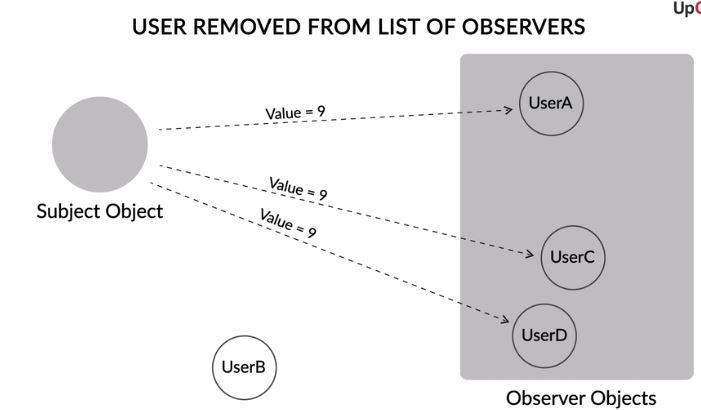 USER REMOVED FROM LIST OF OBSERVERS
UserA
Value = 9
Subject Object
Value = 9
Value = 9
UserC
UserD
UserB
Observer Objects